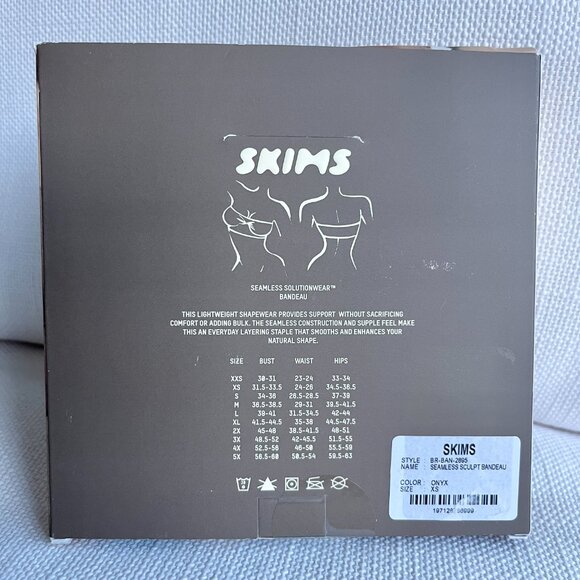 SKIMS
SEAMLESS SOLUTIONWEAR™
BANDEAU
THIS LIGHTWEIGHT SHAPEWEAR PROVIDES SUPPORT WITHOUT SACRIFICING
COMFORT OR ADDING BULK. THE SEAMLESS CONSTRUCTION AND SUPPLE FEEL MAKE
THIS AN EVERYDAY LAYERING STAPLE THAT SMOOTHS AND ENHANCES YOUR
NATURAL SHAPE.
SIZE BUST WAIST HIPS
XXS 30-31 23-24 33-34
XS 31.5-33.5 24-26 34.5-36.5
S 34-36 26.5-28.5 37-39
M 36.5-38.5 29-31 39.5-41.5
L 39-41 31.5-34.5 42-44
XL 41.5-44.5 35-38 44.5-47.5
2X 45-48 38.5-41.5 48-51
3X 48.5-52 42-45.5 51.5-55
4X 52.5-56 46-50 55.5-59
5X 56.5-60 50.5-54 59.5-63
SKIMS
STYLE : BR-BAN-2895
NAME : SEAMLESS SCULPT BANDEAU
COLOR : ONYX
SIZE : XS